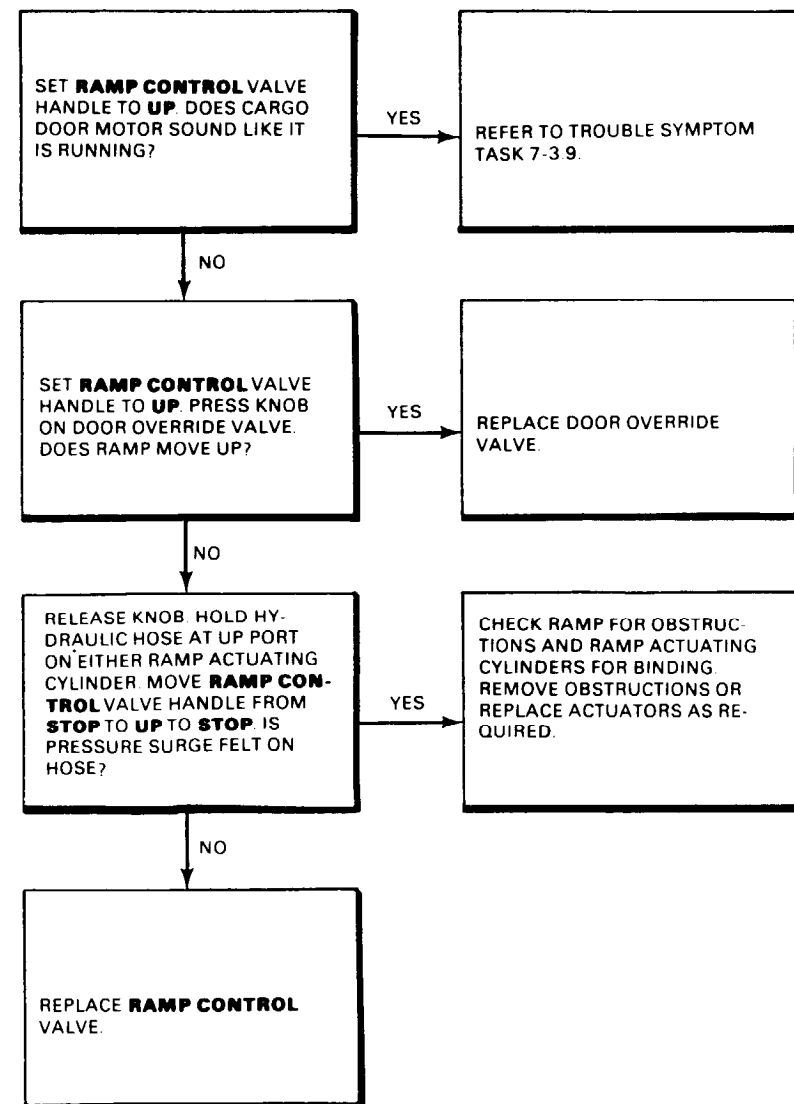 SET RAMP CONTROL VALVE
HANDLE TO UP. DOES CARGO
DOOR MOTOR SOUND LIKE IT
IS RUNNING?
YES
REFER TO TROUBLE SYMPTOM
TASK 7-3.9.
NO
SET RAMP CONTROL VALVE
HANDLE TO UP. PRESS KNOB
ON DOOR OVERRIDE VALVE.
DOES RAMP MOVE UP?
YES
REPLACE DOOR OVERRIDE
VALVE.
NO
RELEASE KNOB. HOLD HY-
DRAULIC HOSE AT UP PORT
ON EITHER RAMP ACTUATING
CYLINDER. MOVE RAMP CON-
TROL VALVE HANDLE FROM
STOP TO UP TO STOP. IS
PRESSURE SURGE FELT ON
HOSE?
YES
CHECK RAMP FOR OBSTRUC-
TIONS AND RAMP ACTUATING
CYLINDERS FOR BINDING.
REMOVE OBSTRUCTIONS OR
REPLACE ACTUATORS AS RE-
QUIRED.
NO
REPLACE RAMP CONTROL
VALVE.